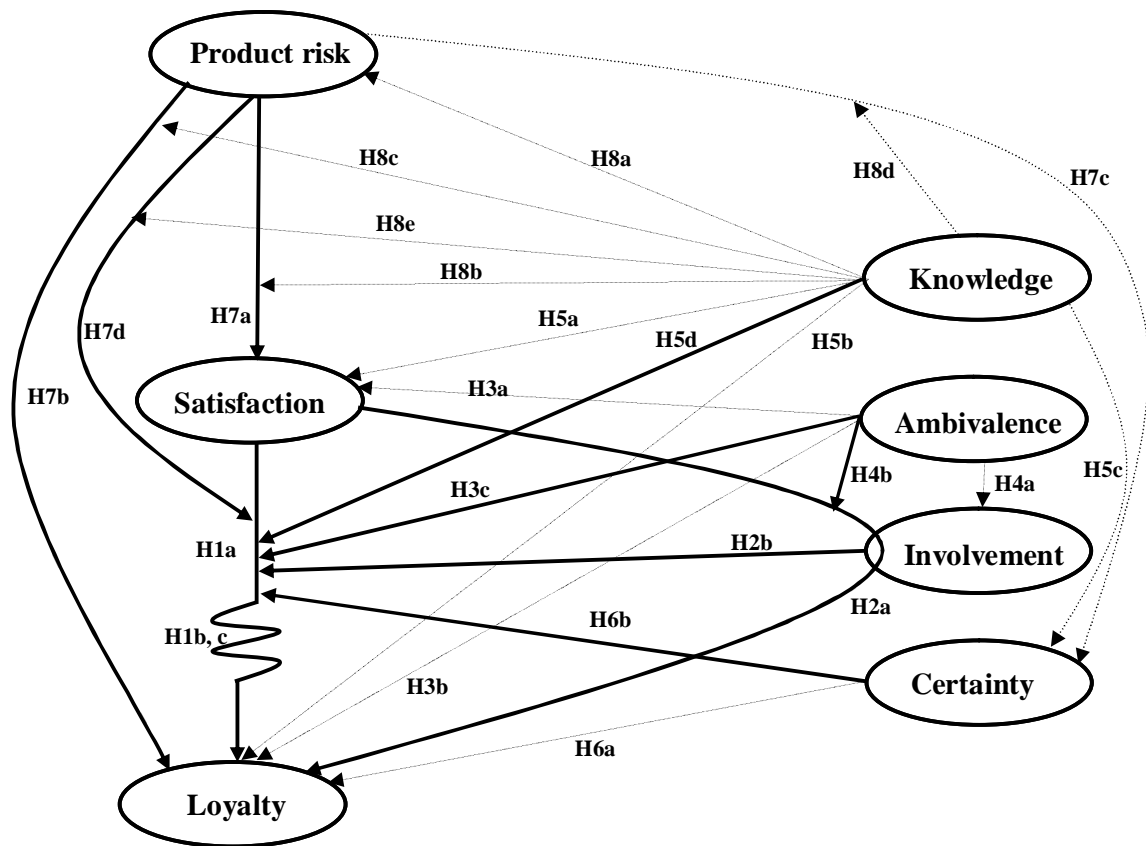 Product risk
H8c
H8a
H8d
H7c
H8e
H8b
Knowledge
H7a
H5a
H7d
H5d
H5b
H7b
H3a
Satisfaction
Ambivalence
H4b
H5c
H3c
H4a
H1a
H2b
Involvement
H2a
H6b
H1b, c
H3b
Certainty
H6a
Loyalty